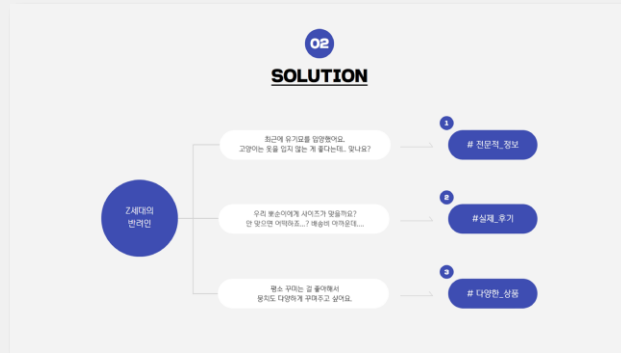 02
SOLUTION
Z세대의
반려인
최근에 유기묘를 입양했어요.
고양이는 옷을 입지 않는 게 좋다는데.. 맞나요?
1
# 전문적_정보
우리 뽀순이에게 사이즈가 맞을까요?
안 맞으면 어떡하죠...? 배송비 아까운데....
2
#실제_후기
평소 꾸미는 걸 좋아해서
뭉치도 다양하게 꾸며주고 싶어요.
3
# 다양한_상품